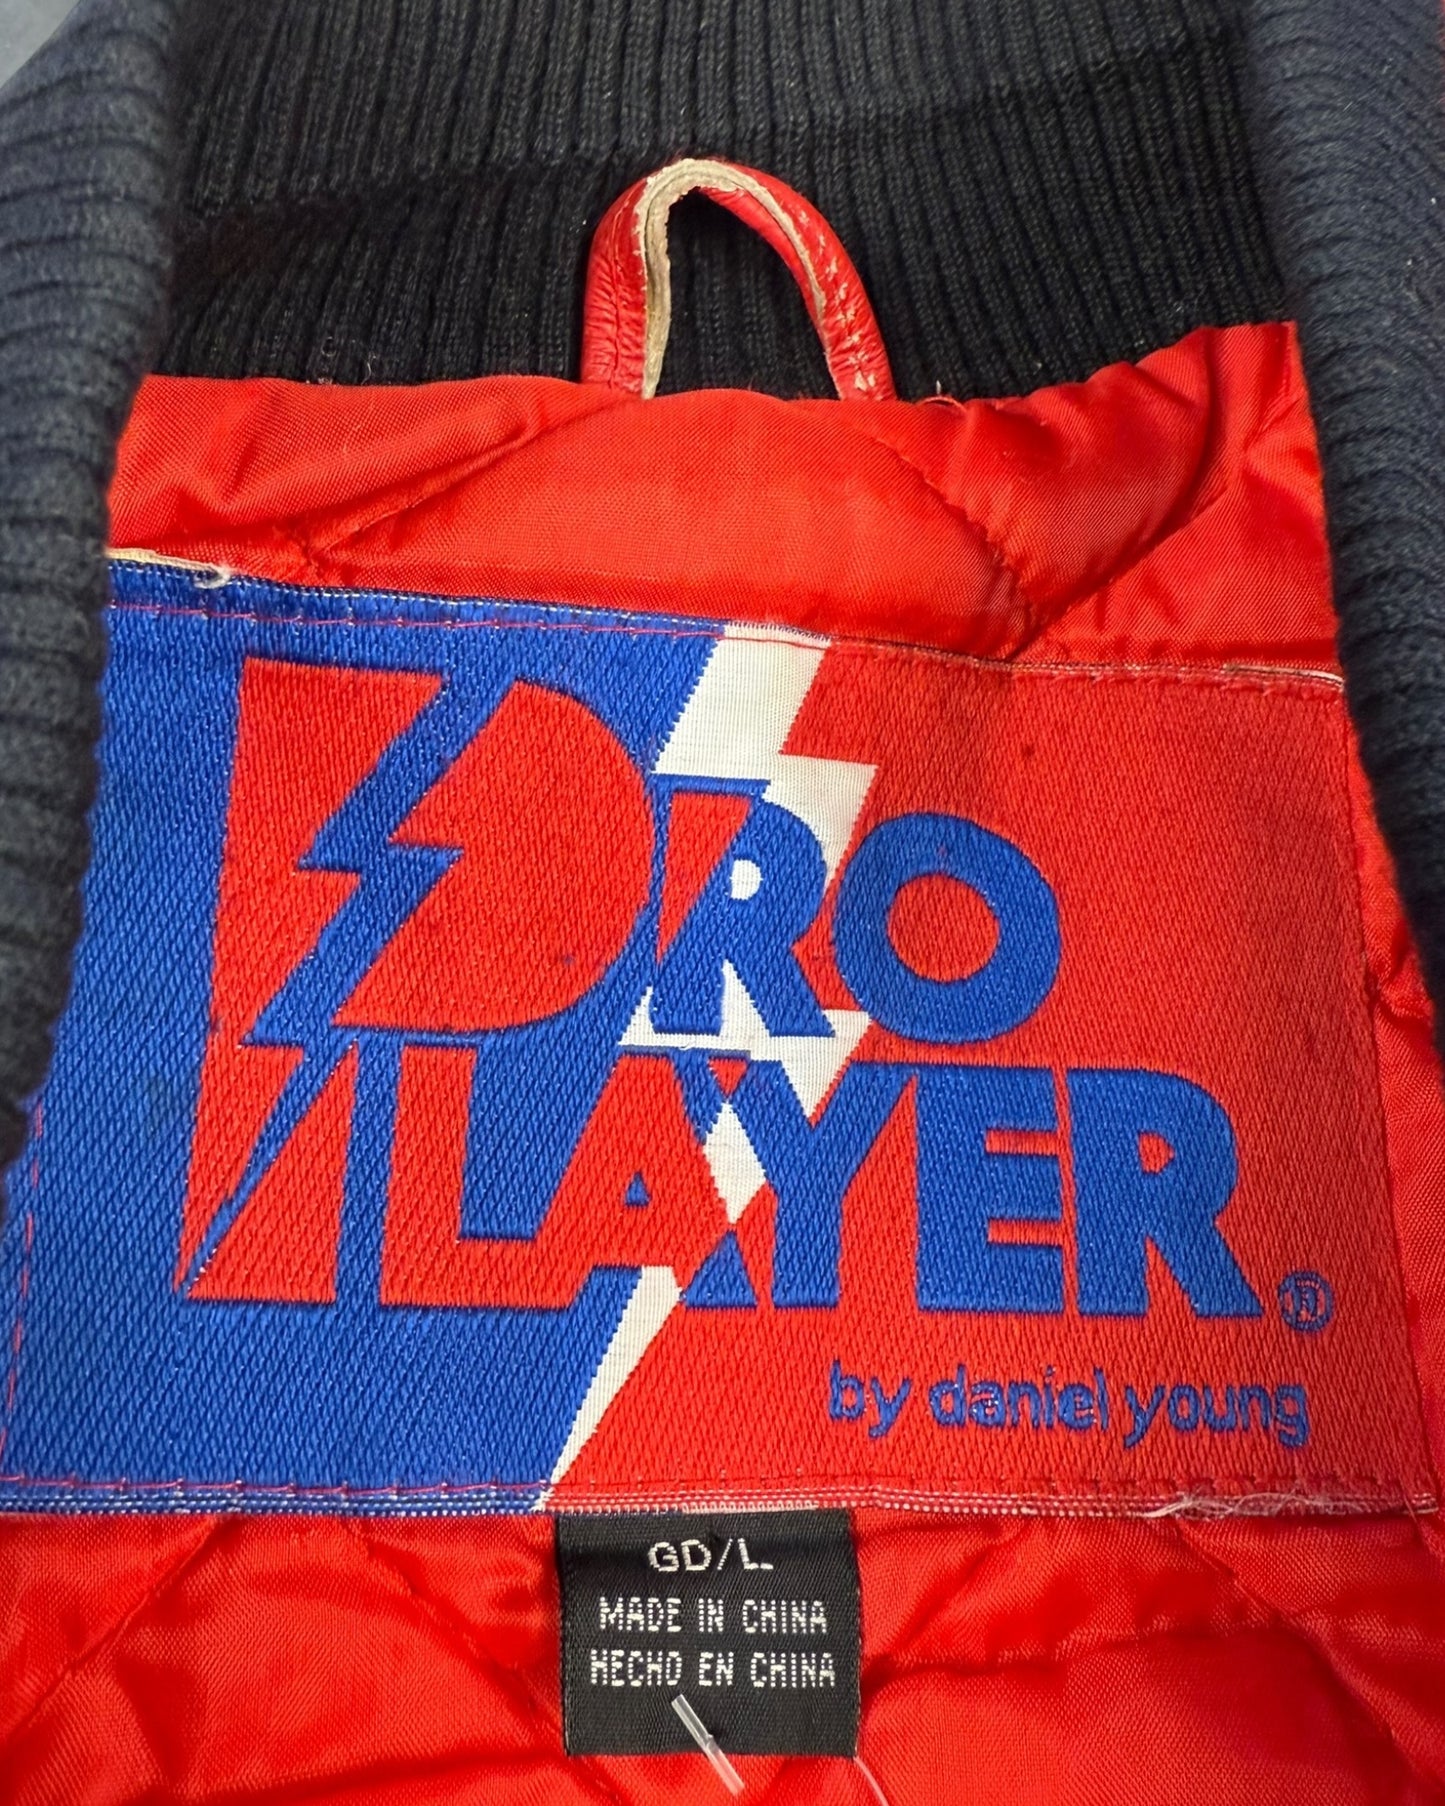 PRO
PLAYER®
by daniel young
GD/L
MADE IN CHINA
HECHO EN CHINA